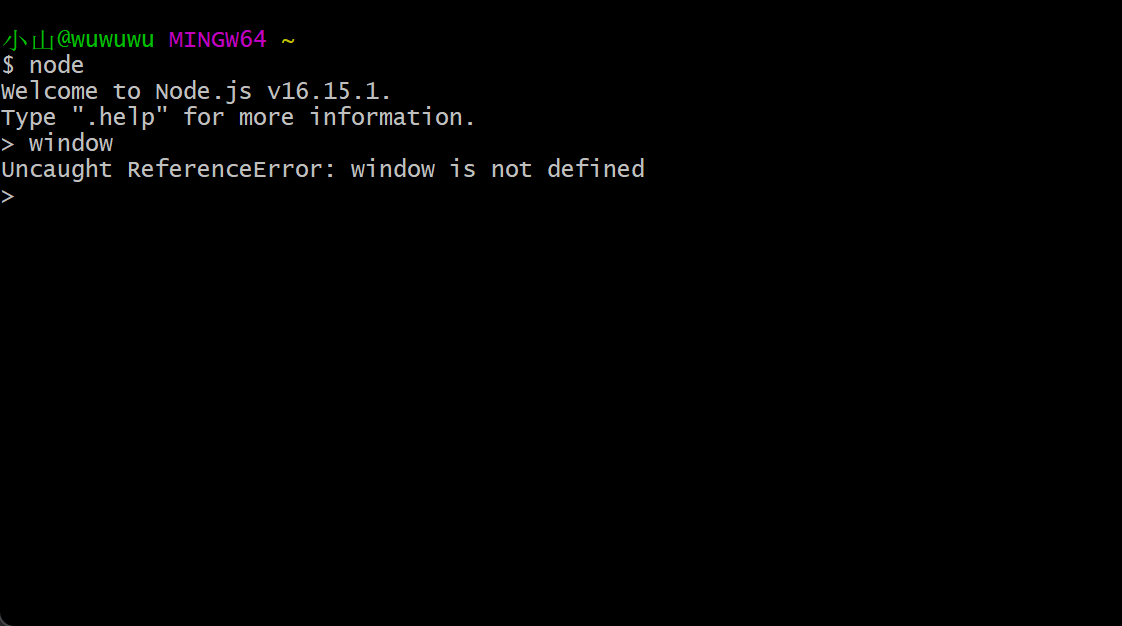 小山@wuwuwu MINGW64 ~
$ node
Welcome to Node.js v16.15.1.
Type ".help" for more information.
> window
Uncaught ReferenceError: window is not defined
>